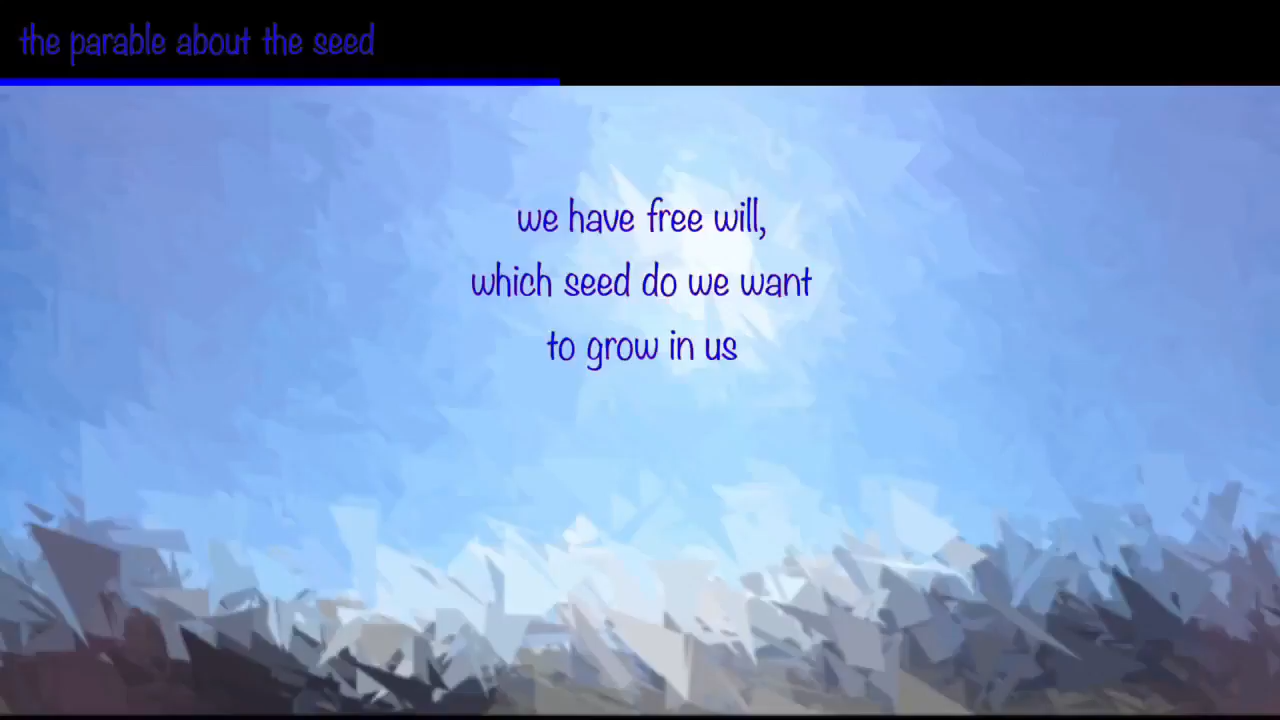 the parable about the seed
we have free will,
which seed do we want
to grow in us